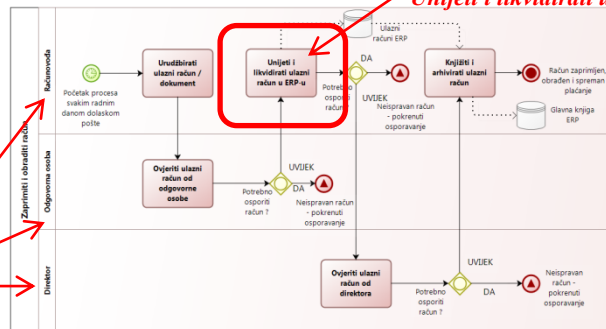 Unijeti i likvidirati u
Zaprimiti i obraditi račun
Računovođa
Početak procesa
svakim radnim
danom dolaskom
pošte
Urudžbirati
ulazni račun /
dokument
Unijeti i
likvidirati ulazni
račun u ERP-u
Ulazni
računi ERP
Potrebno
osporiti
račun ?
DA
UVIJEK
Neispravan račun
- pokrenuti
osporavanje
Knjižiti i
arhivirati ulazni
račun
Račun zaprimljen,
obrađen i spreman
plaćanje
Glavna knjiga
ERP
Odgovorna osoba
Ovjeriti ulazni
račun od
odgovorne
osobe
Potrebno
osporiti
račun ?
UVIJEK
DA
Neispravan račun
- pokrenuti
osporavanje
Direktor
Ovjeriti ulazni
račun od
direktora
Potrebno
osporiti
račun ?
UVIJEK
DA
Neispravan
račun -
pokrenuti
osporavanje